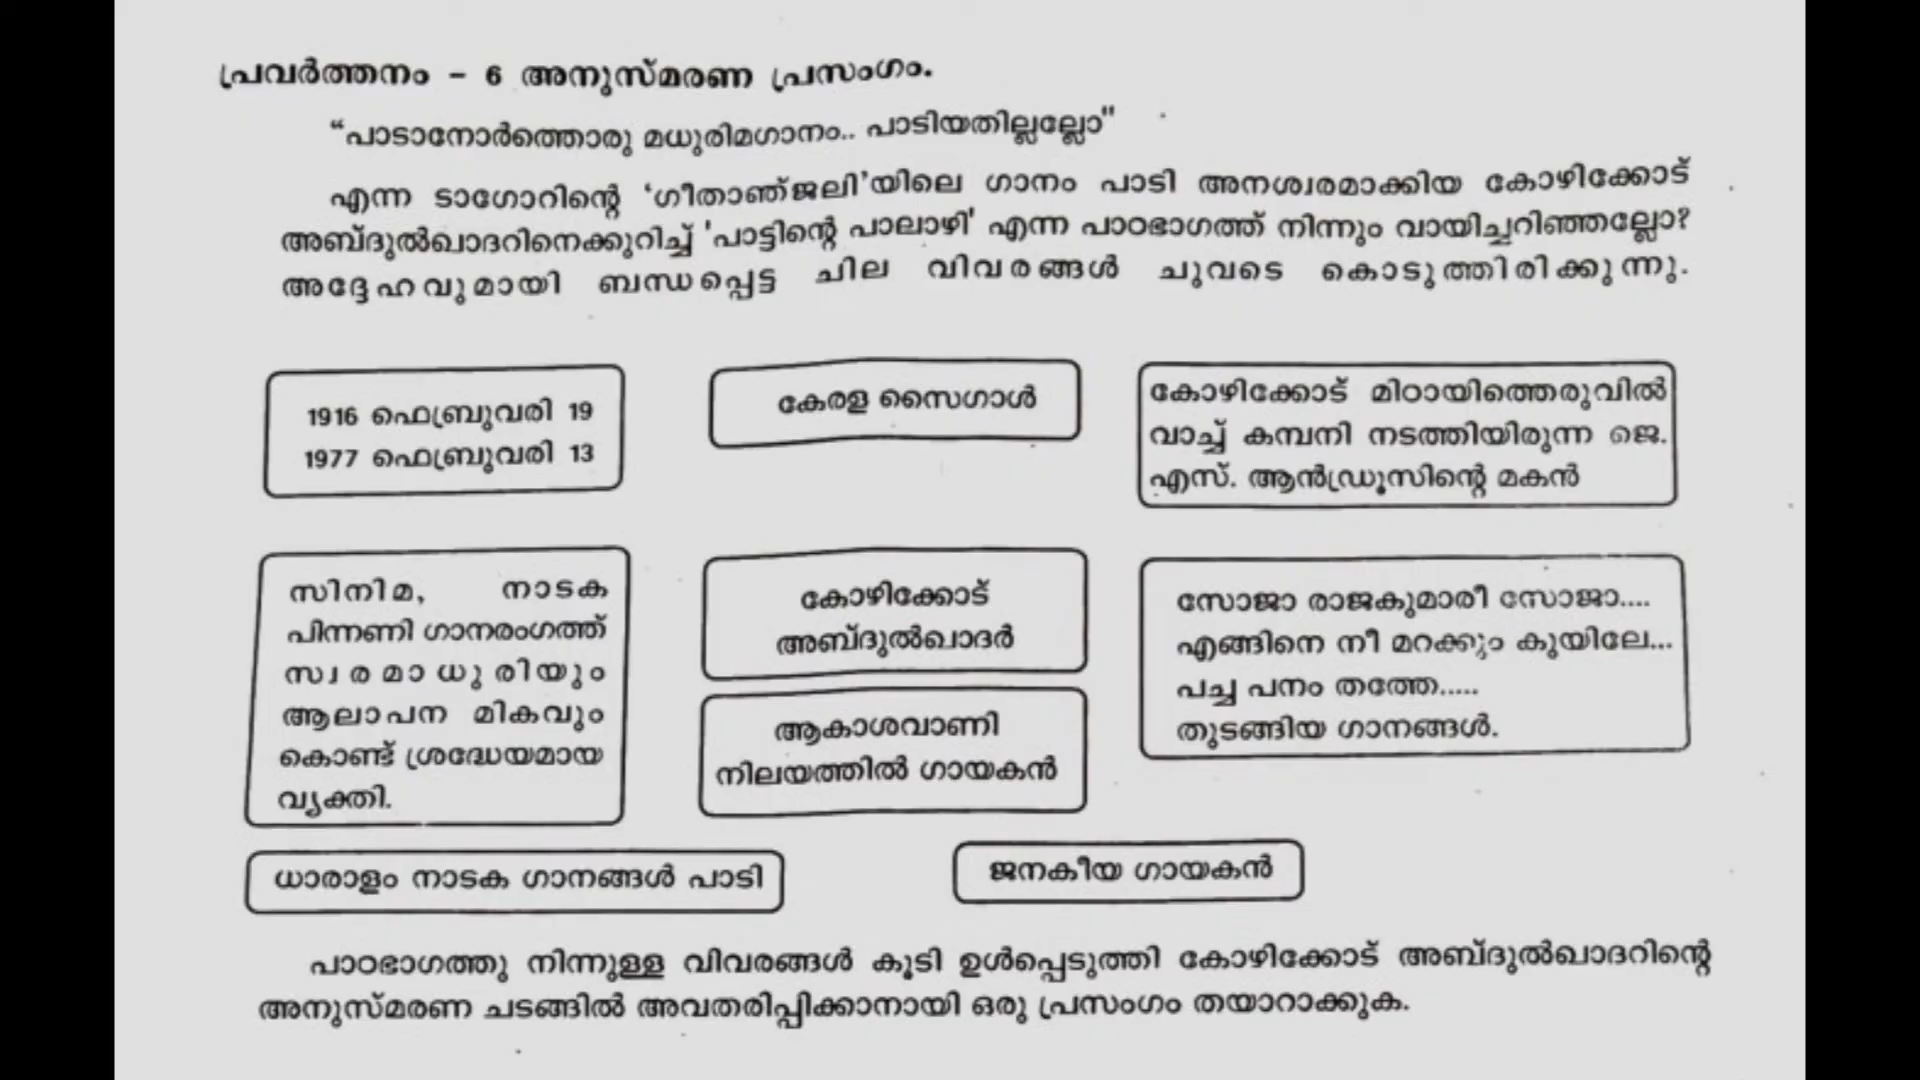 പ്രവർത്തനം – 6 അനുസ്മരണ പ്രസംഗം.
“പാടാനോർത്തൊരു മധുരിമഗാനം.. പാടിയതില്ലല്ലോ"
എന്ന ടാഗോറിന്റെ ‘ഗീതാഞ്ജലി’യിലെ ഗാനം പാടി അനശ്വരമാക്കിയ കോഴിക്കോട്
അബ്ദുൽഖാദറിനെക്കുറിച്ച് 'പാട്ടിന്റെ പാലാഴി' എന്ന പാഠഭാഗത്ത് നിന്നും വായിച്ചറിഞ്ഞല്ലോ?
അദ്ദേഹവുമായി ബന്ധപ്പെട്ട ചില വിവരങ്ങൾ ചുവടെ കൊടുത്തിരിക്കുന്നു.
1916 ഫെബ്രുവരി 19
1977 ഫെബ്രുവരി 13
കേരള സൈഗാൾ
കോഴിക്കോട് മിഠായിത്തെരുവിൽ
വാച്ച് കമ്പനി നടത്തിയിരുന്ന ജെ.
എസ്. ആൻഡ്രൂസിന്റെ മകൻ
സിനിമ, നാടക
പിന്നണി ഗാനരംഗത്ത്
സ്വരമാധുരിയും
ആലാപന മികവും
കൊണ്ട് ശ്രദ്ധേയമായ
വ്യക്തി.
കോഴിക്കോട്
അബ്ദുൽഖാദർ
ആകാശവാണി
നിലയത്തിൽ ഗായകൻ
സോജാ രാജകുമാരീ സോജാ....
എങ്ങിനെ നീ മറക്കും കുയിലേ...
പച്ച പനം തത്തേ.....
തുടങ്ങിയ ഗാനങ്ങൾ.
ധാരാളം നാടക ഗാനങ്ങൾ പാടി
ജനകീയ ഗായകൻ
പാഠഭാഗത്തു നിന്നുള്ള വിവരങ്ങൾ കൂടി ഉൾപ്പെടുത്തി കോഴിക്കോട് അബ്ദുൽഖാദറിന്റെ
അനുസ്മരണ ചടങ്ങിൽ അവതരിപ്പിക്കാനായി ഒരു പ്രസംഗം തയാറാക്കുക.